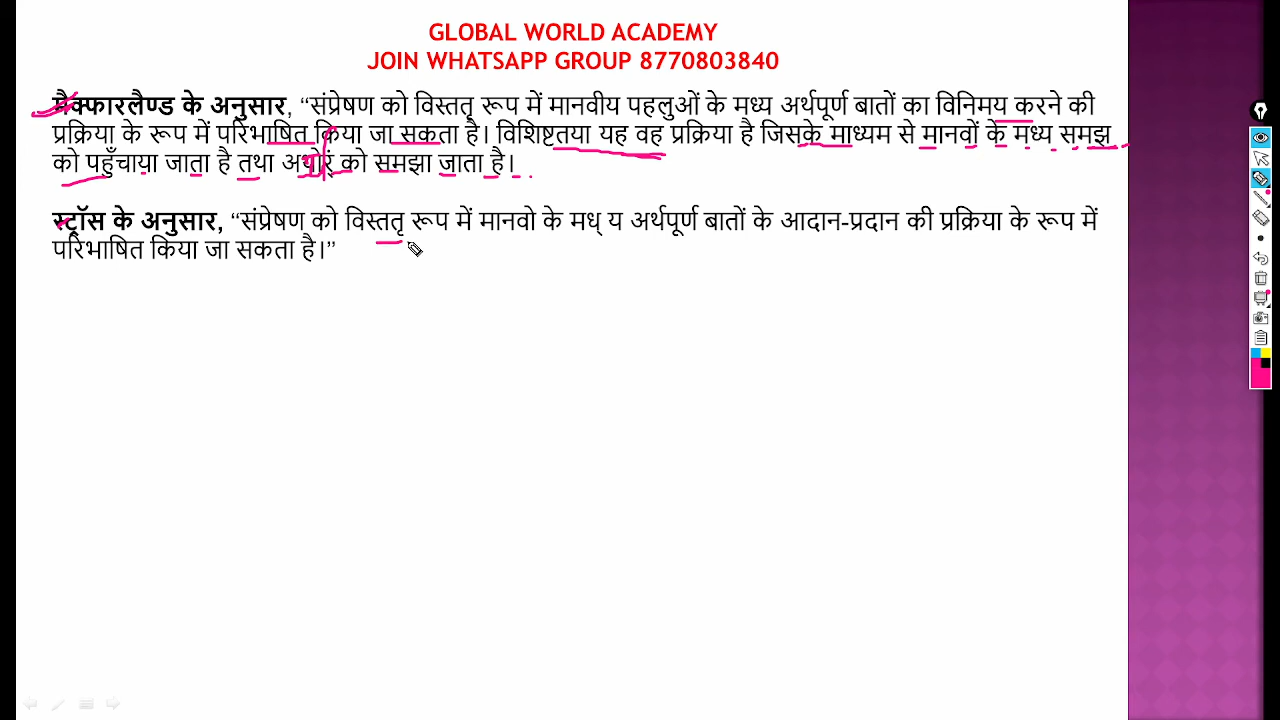 GLOBAL WORLD ACADEMY
JOIN WHATSAPP GROUP 8770803840
मैक्फारलैण्ड के अनुसार, “संप्रेषण को विस्ततृ रूप में मानवीय पहलुओं के मध्य अर्थपूर्ण बातों का विनिमय करने की
प्रक्रिया के रूप में परिभाषित किया जा सकता है। विशिष्टतया यह वह प्रक्रिया है जिसके माध्यम से मानवों के मध्य समझ
को पहुँचाया जाता है तथा अथोरं को समझा जाता है।
स्ट्रॉस के अनुसार, “संप्रेषण को विस्ततृ रूप में मानवो के मध् य अर्थपूर्ण बातों के आदान-प्रदान की प्रक्रिया के रूप में
परिभाषित किया जा सकता है।”